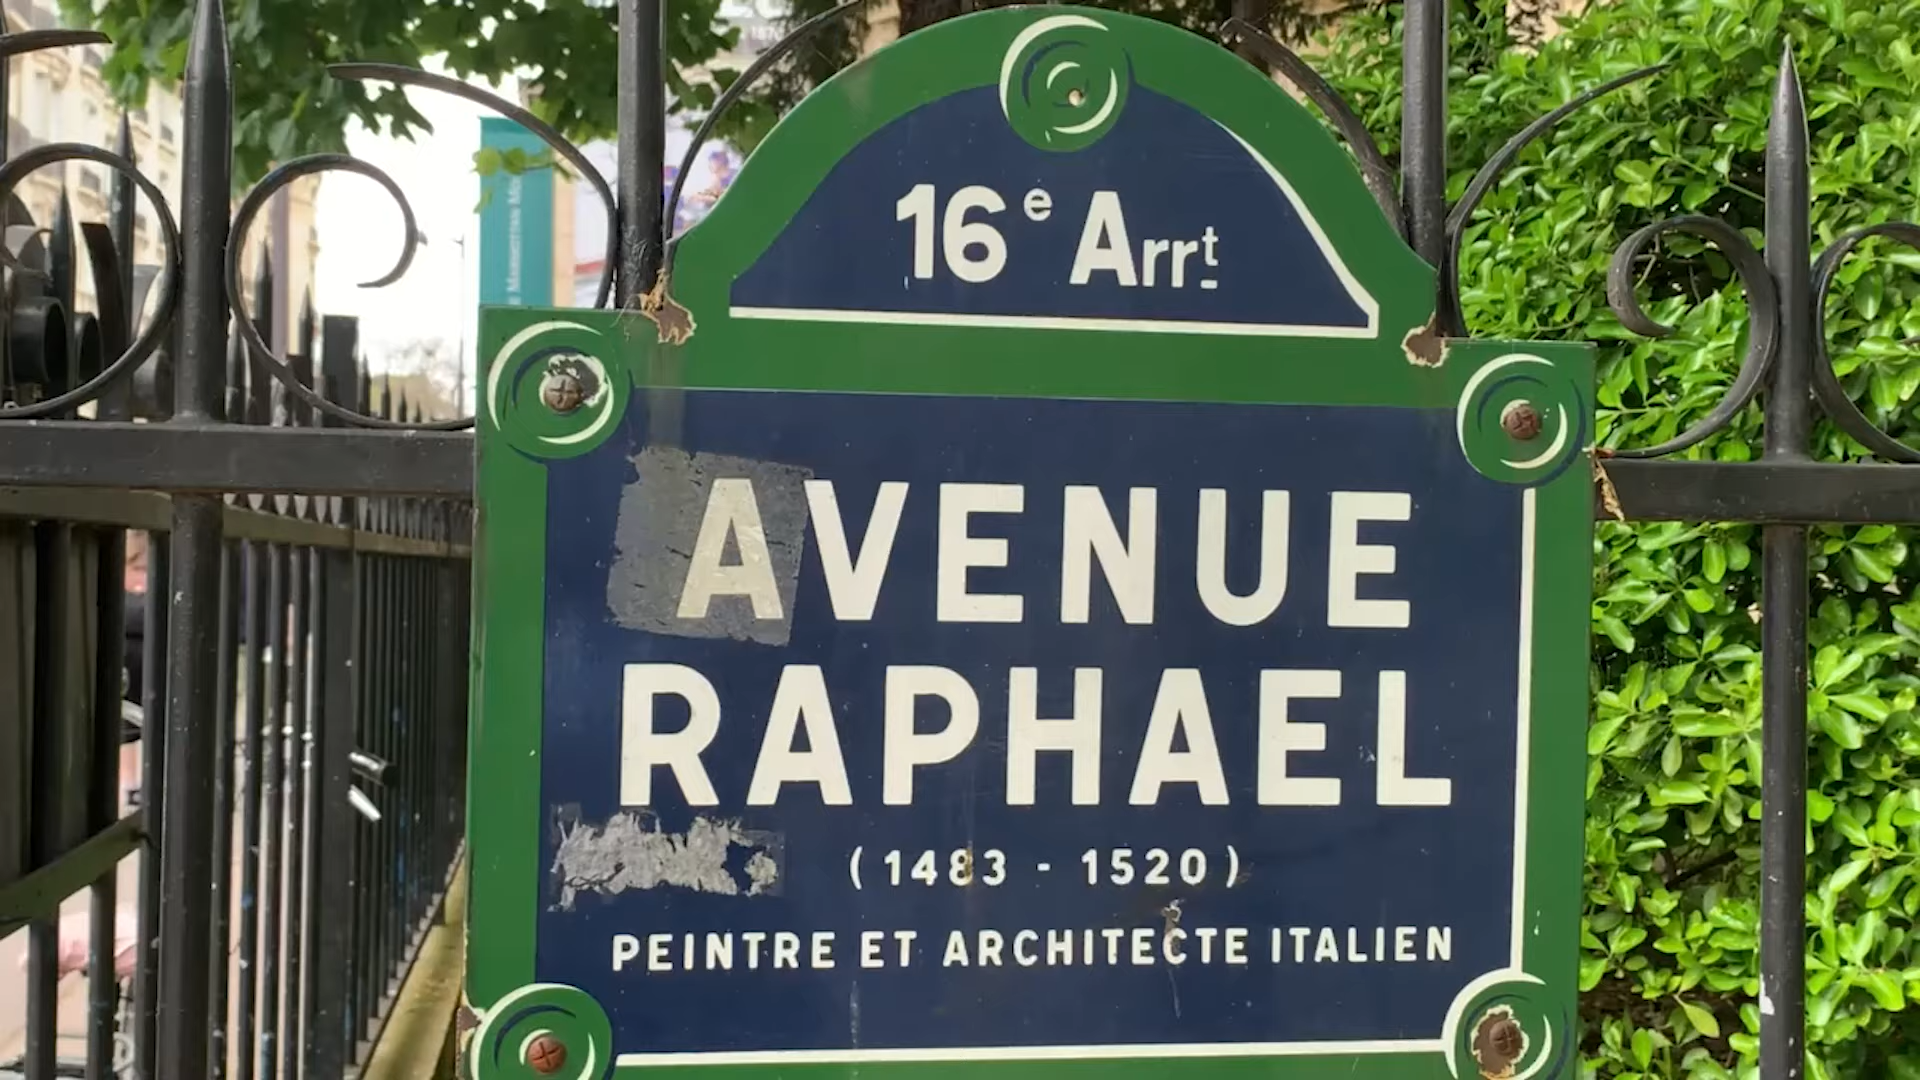 16e Arrt
AVENUE
RAPHAEL
(1483 - 1520)
PEINTRE ET ARCHITECTE ITALIEN